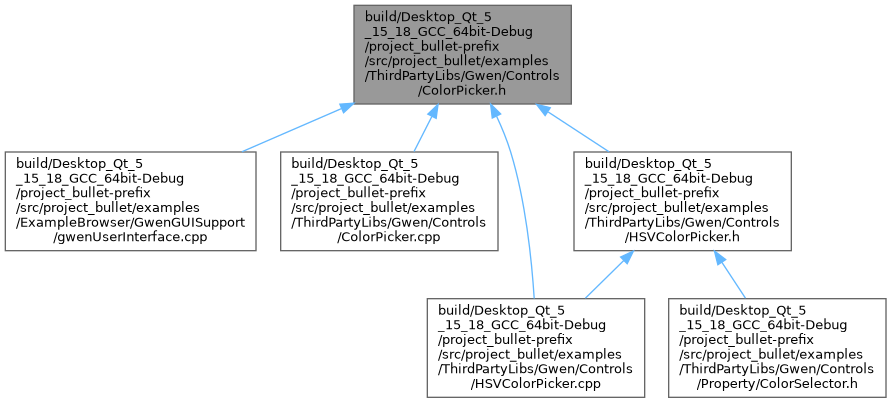 build/Desktop_Qt_5
_15_18_GCC_64bit-Debug
/project_bullet-prefix
/src/project_bullet/examples
/ThirdPartyLibs/Gwen/Controls
/ColorPicker.h
build/Desktop_Qt_5
_15_18_GCC_64bit-Debug
/project_bullet-prefix
/src/project_bullet/examples
/ExampleBrowser/GwenGUISupport
/gwenUserInterface.cpp
build/Desktop_Qt_5
_15_18_GCC_64bit-Debug
/project_bullet-prefix
/src/project_bullet/examples
/ThirdPartyLibs/Gwen/Controls
/ColorPicker.cpp
build/Desktop_Qt_5
_15_18_GCC_64bit-Debug
/project_bullet-prefix
/src/project_bullet/examples
/ThirdPartyLibs/Gwen/Controls
/HSVColorPicker.h
build/Desktop_Qt_5
_15_18_GCC_64bit-Debug
/project_bullet-prefix
/src/project_bullet/examples
/ThirdPartyLibs/Gwen/Controls
/HSVColorPicker.cpp
build/Desktop_Qt_5
_15_18_GCC_64bit-Debug
/project_bullet-prefix
/src/project_bullet/examples
/ThirdPartyLibs/Gwen/Controls
/Property/ColorSelector.h